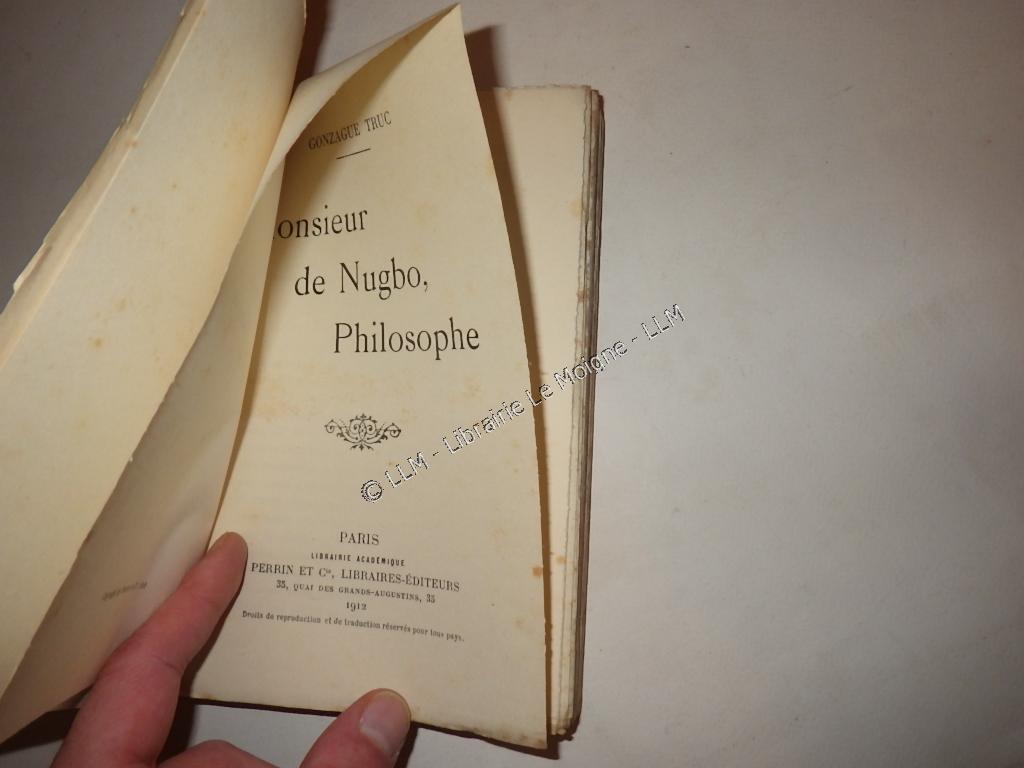 GONZAGUE TRUC
onsieur
de Nugbo,
Philosophe
© LLM - Librairie Le Moigne - LLM
PARIS
LIBRAIRIE ACADÉMIQUE
PERRIN ET Cie, LIBRAIRES-ÉDITEURS
35, QUAI DES GRANDS-AUGUSTINS, 35
1912
Droits de reproduction et de traduction réservés pour tous pays.